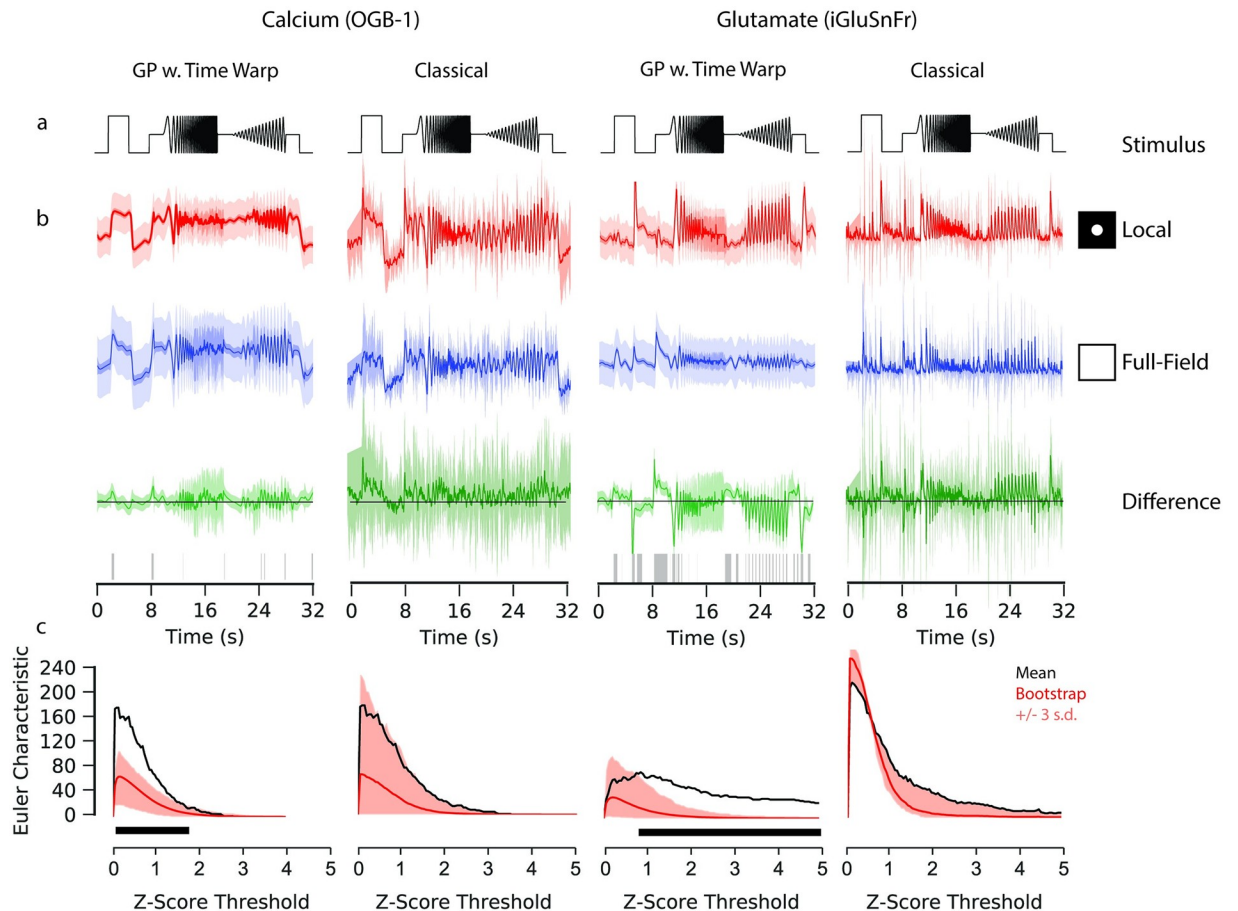 Calcium (OGB-1) Glutamate (iGluSnFr)
GP w. Time Warp Classical GP w. Time Warp Classical
a
Stimulus
b
Local
Full-Field
Difference
0 8 16 24 32 0 8 16 24 32 0 8 16 24 32 0 8 16 24 32
Time (s) Time (s) Time (s) Time (s)
c
Euler Characteristic
240
200
160
120
80
40
0
Mean
Bootstrap
+/- 3 s.d.
0 1 2 3 4 5 0 1 2 3 4 5 0 1 2 3 4 5 0 1 2 3 4 5
Z-Score Threshold Z-Score Threshold Z-Score Threshold Z-Score Threshold